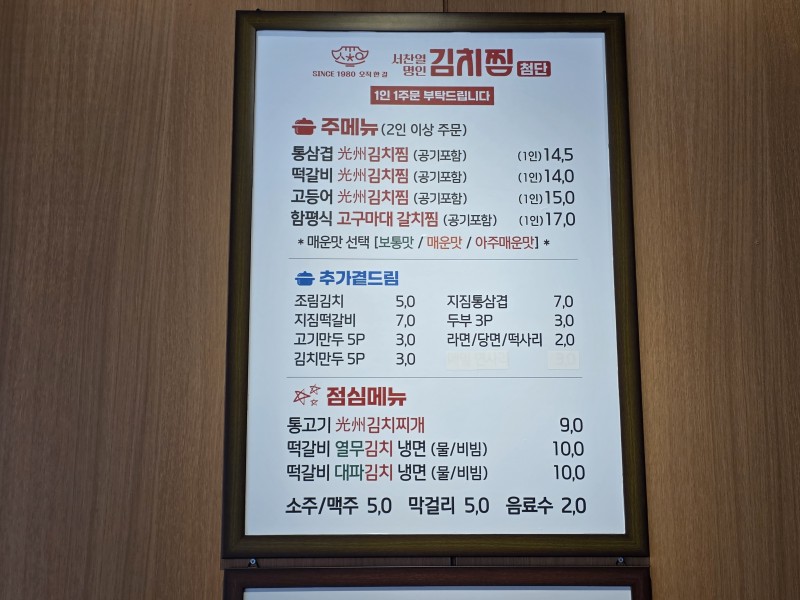 SINCE 1980 오직 한 길
서찬열
명인
김치찜 첨단
1인 1주문 부탁드립니다
주메뉴 (2인 이상 주문)
통삼겹 光州김치찜 (공기포함) (1인) 14,5
떡갈비 光州김치찜 (공기포함) (1인) 14,0
고등어 光州김치찜 (공기포함) (1인) 15,0
함평식 고구마대 갈치찜 (공기포함) (1인) 17,0
* 매운맛 선택 [보통맛 / 매운맛 / 아주매운맛] *
추가곁드림
조림김치 5,0 지짐통삼겹 7,0
지짐떡갈비 7,0 두부 3P 3,0
고기만두 5P 3,0 라면/당면/떡사리 2,0
김치만두 5P 3,0
점심메뉴
통고기 光州김치찌개 9,0
떡갈비 열무김치 냉면 (물/비빔) 10,0
떡갈비 대파김치 냉면 (물/비빔) 10,0
소주/맥주 5,0 막걸리 5,0 음료수 2,0